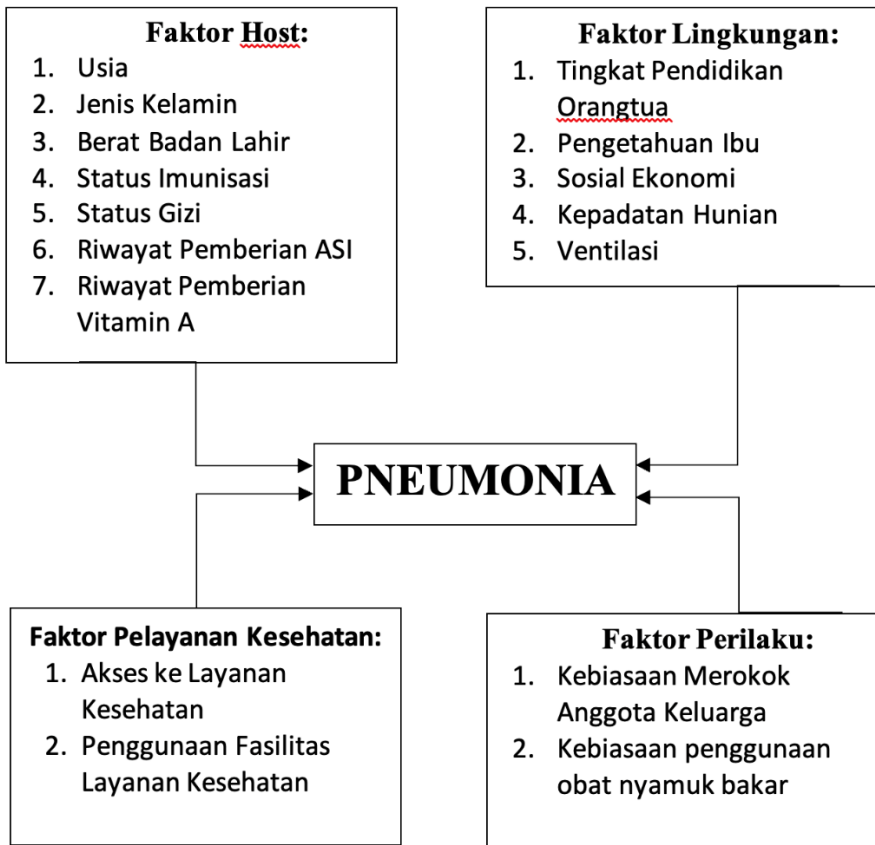 Faktor Host:
1. Usia
2. Jenis Kelamin
3. Berat Badan Lahir
4. Status Imunisasi
5. Status Gizi
6. Riwayat Pemberian ASI
7. Riwayat Pemberian
Vitamin A
Faktor Lingkungan:
1. Tingkat Pendidikan
Orangtua
2. Pengetahuan Ibu
3. Sosial Ekonomi
4. Kepadatan Hunian
5. Ventilasi
PNEUMONIA
Faktor Pelayanan Kesehatan:
1. Akses ke Layanan
Kesehatan
2. Penggunaan Fasilitas
Layanan Kesehatan
Faktor Perilaku:
1. Kebiasaan Merokok
Anggota Keluarga
2. Kebiasaan penggunaan
obat nyamuk bakar